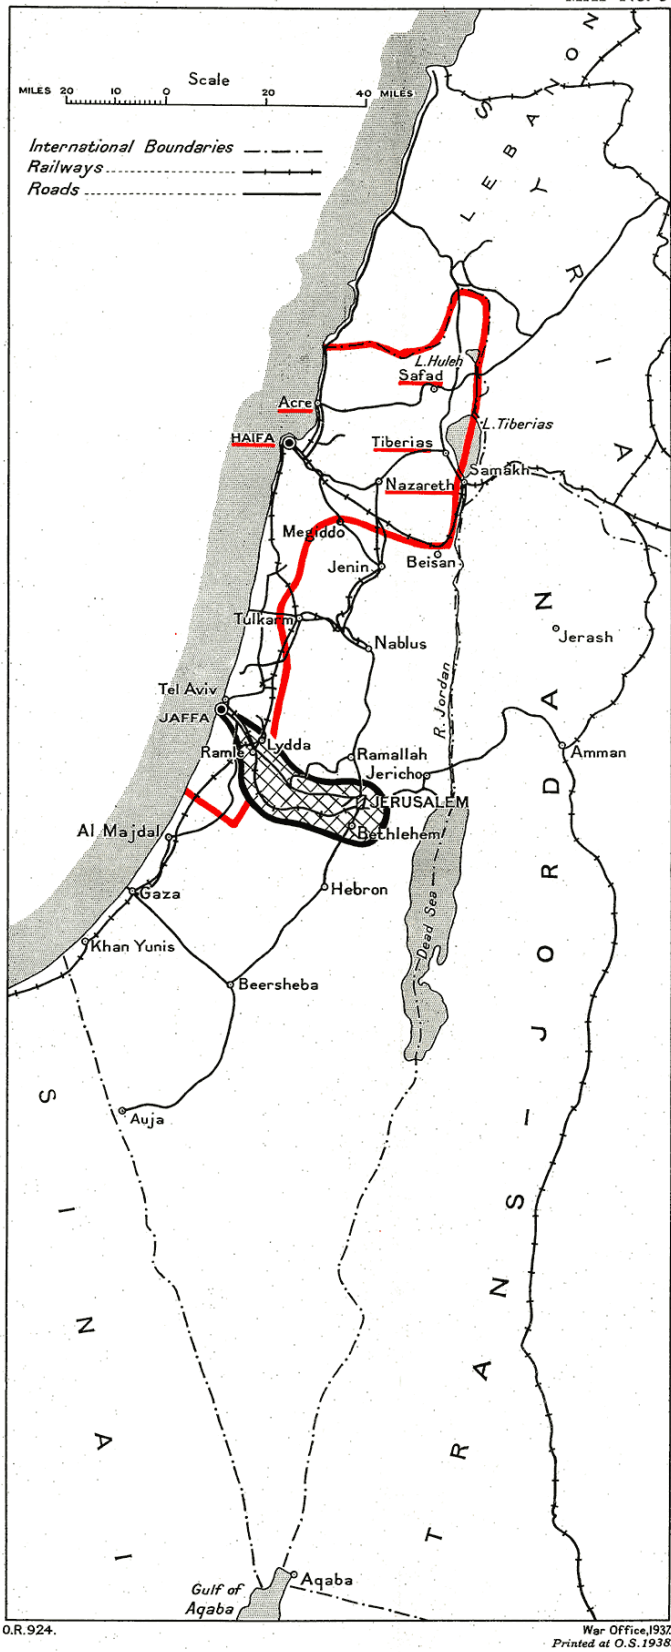 Scale
MILES 20 10 0 20 40 MILES
International Boundaries
Railways
Roads
LEBANON
SYRIA
L. Huleh
Safad
Acre
HAIFA
L. Tiberias
Tiberias
Samakh
Nazareth
Megiddo
Beisan
Jenin
Tulkarm
Jerash
Nablus
R. Jordan
Tel Aviv
JAFFA
Lydda
Ramle
Ramallah
Amman
Jericho
JERUSALEM
Al Majdal
Bethlehem
Hebron
Gaza
Dead Sea
Khan Yunis
Beersheba
Auja
SINAI
TRANS-JORDAN
Aqaba
Gulf of
Aqaba
O.R.924.
War Office, 193
Printed at O.S. 193